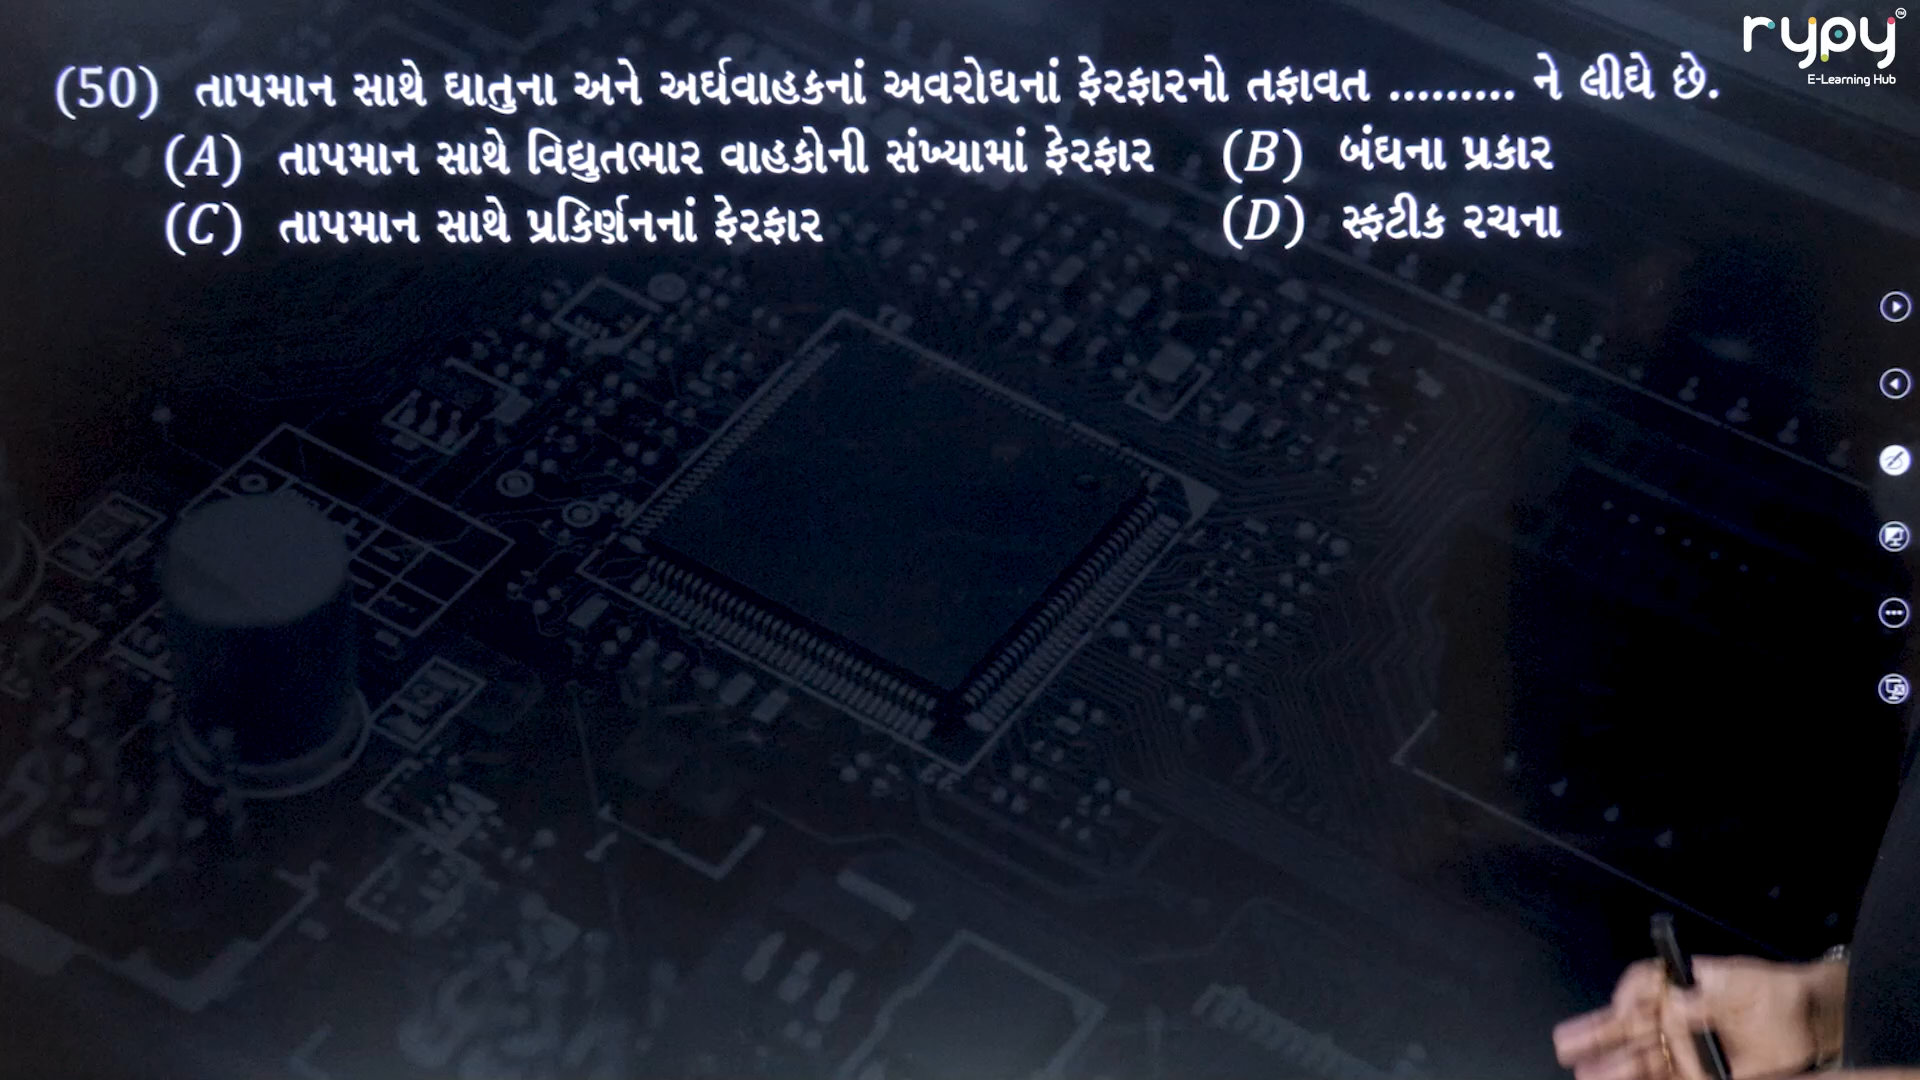 rypy™
E-Learning Hub
(50) તાપમાન સાથે ધાતુના અને અર્ધવાહકનાં અવરોધનાં ફેરફારનો તફાવત ......... ને લીધે છે.
(A) તાપમાન સાથે વિદ્યુતભાર વાહકોની સંખ્યામાં ફેરફાર (B) બંધના પ્રકાર
(C) તાપમાન સાથે પ્રકિર્ણનનાં ફેરફાર (D) સ્ફટીક રચના